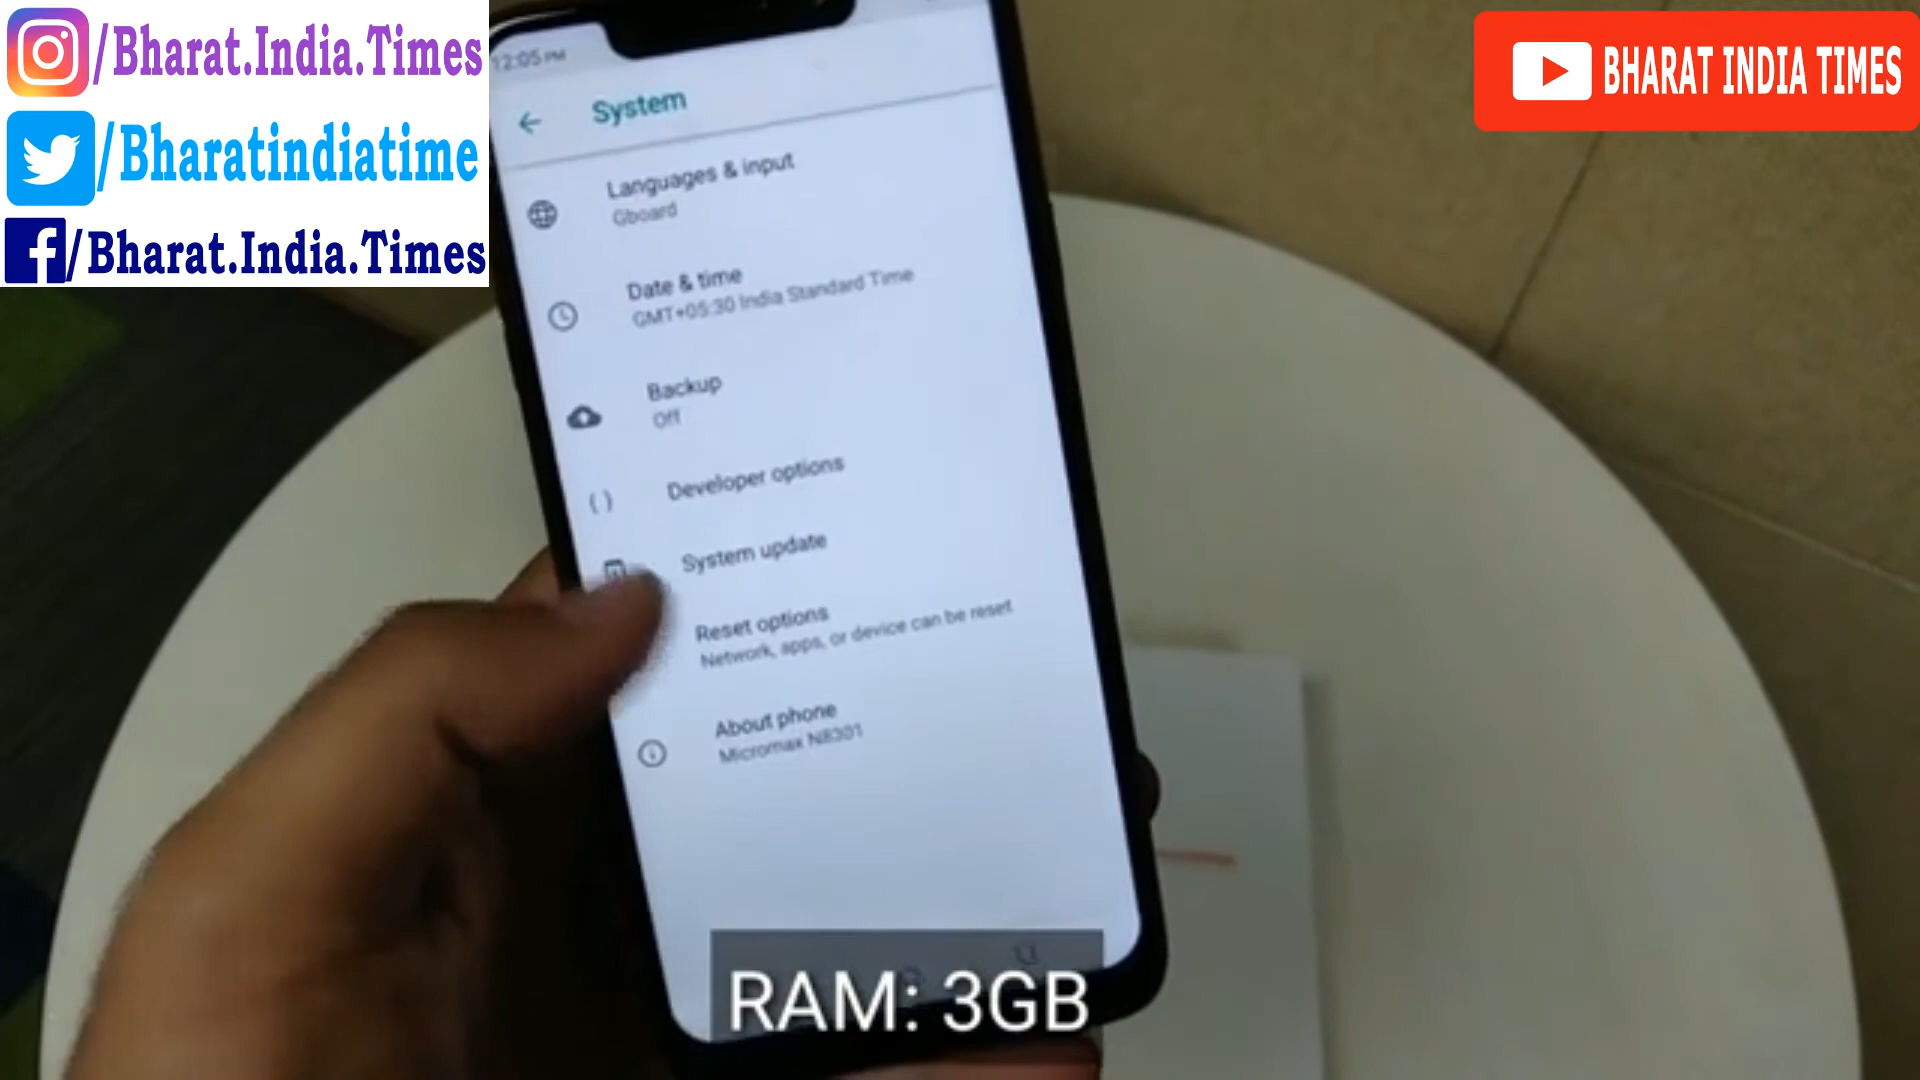 /Bharat.India.Times
/Bharatindiatime
/Bharat.India.Times
BHARAT INDIA TIMES
12:05 PM
System
Languages & input
Gboard
Date & time
GMT+05:30 India Standard Time
Backup
Off
Developer options
System update
Reset options
Network, apps, or device can be reset
About phone
Micromax N8301
RAM: 3GB